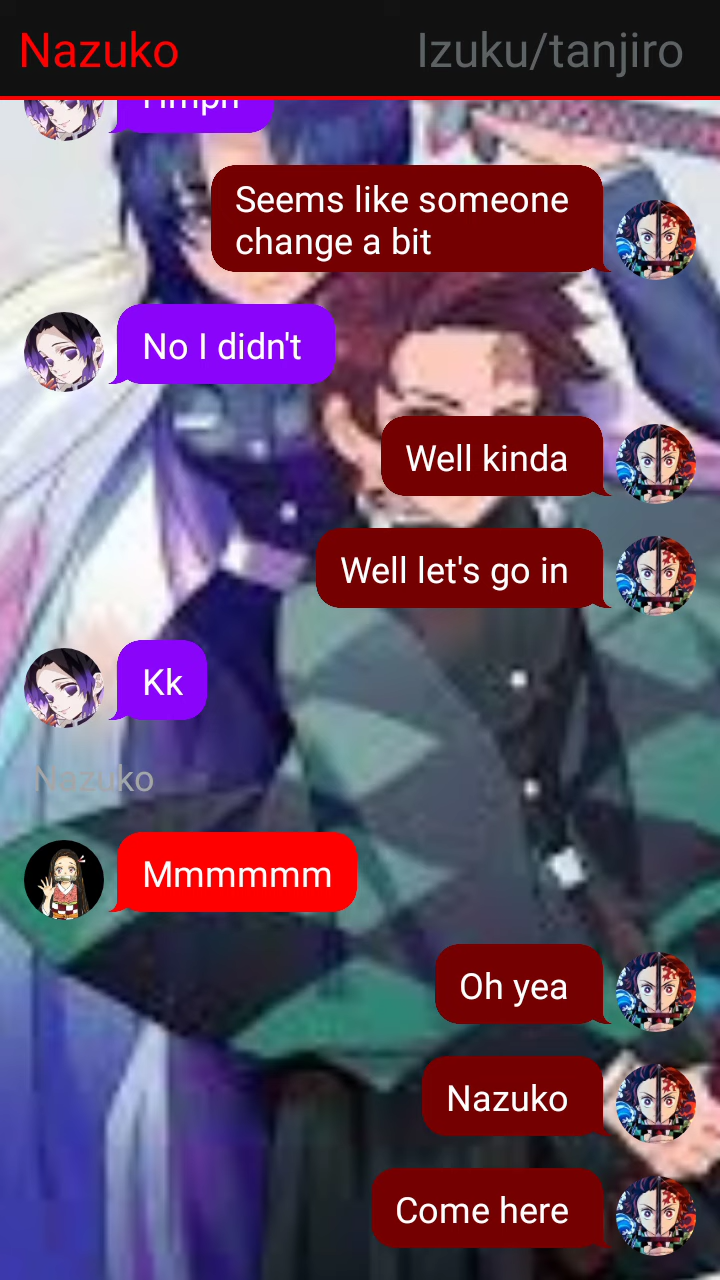 Nazuko
Izuku/tanjiro
Hmph
Seems like someone
change a bit
No I didn't
Well kinda
Well let's go in
Kk
Nazuko
Mmmmmm
Oh yea
Nazuko
Come here